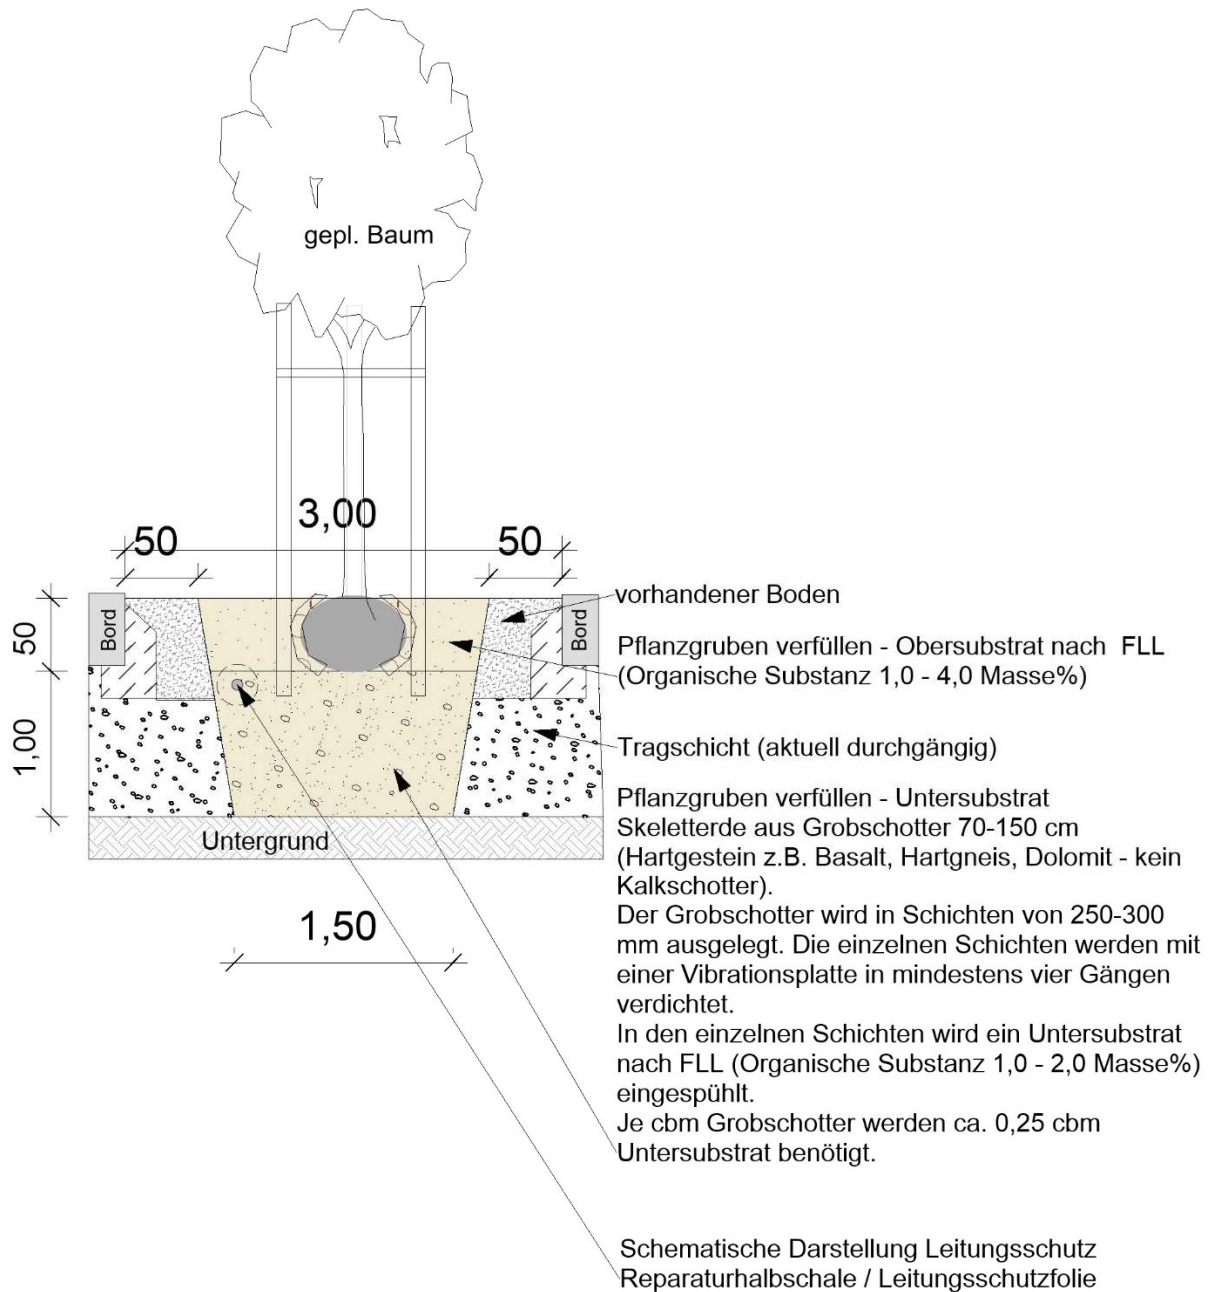 gepl. Baum
3,00
50
50
50
1,00
Bord
Bord
vorhandener Boden
Pflanzgruben verfüllen - Obersubstrat nach FLL
(Organische Substanz 1,0 - 4,0 Masse%)
Tragschicht (aktuell durchgängig)
Untergrund
1,50
Pflanzgruben verfüllen - Untersubstrat
Skeletterde aus Grobschotter 70-150 cm
(Hartgestein z.B. Basalt, Hartgneis, Dolomit - kein
Kalkschotter).
Der Grobschotter wird in Schichten von 250-300
mm ausgelegt. Die einzelnen Schichten werden mit
einer Vibrationsplatte in mindestens vier Gängen
verdichtet.
In den einzelnen Schichten wird ein Untersubstrat
nach FLL (Organische Substanz 1,0 - 2,0 Masse%)
eingespühlt.
Je cbm Grobschotter werden ca. 0,25 cbm
Untersubstrat benötigt.
Schematische Darstellung Leitungsschutz
Reparaturhalbschale / Leitungsschutzfolie